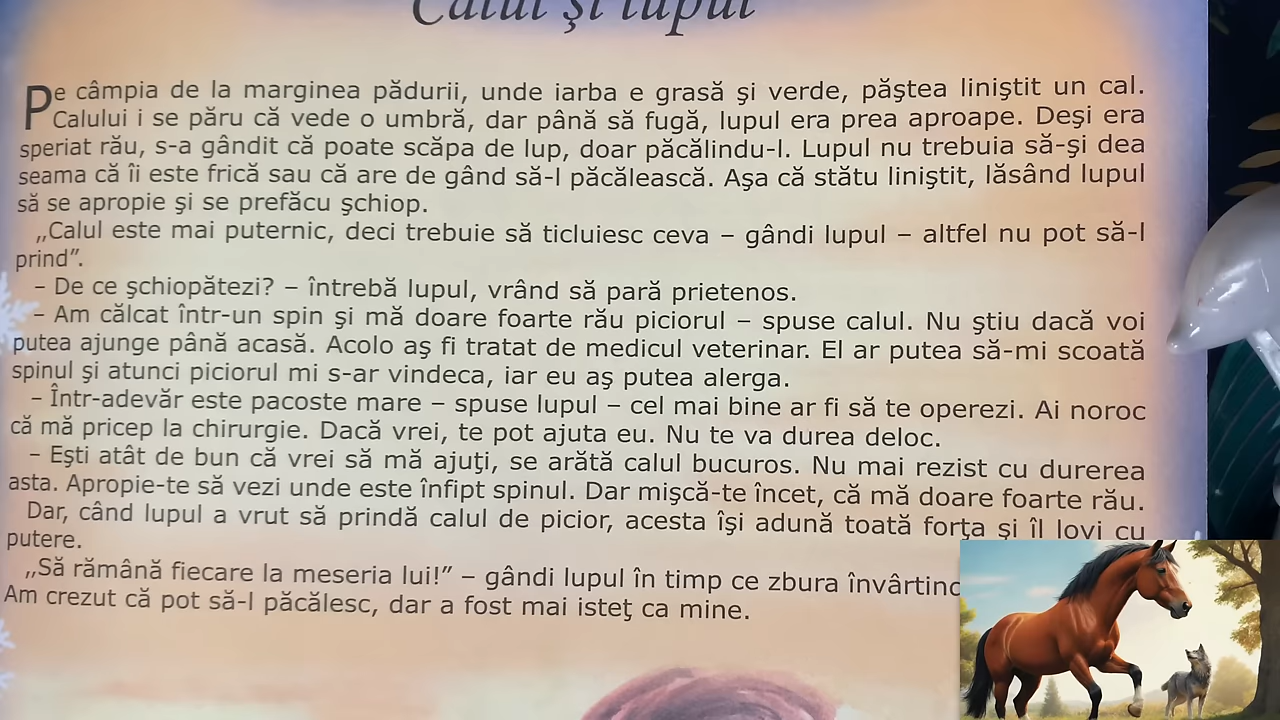 Calul şi lupul
Pe câmpia de la marginea pădurii, unde iarba e grasă şi verde, păştea liniştit un cal.
Calului i se păru că vede o umbră, dar până să fugă, lupul era prea aproape. Deşi era
speriat rău, s-a gândit că poate scăpa de lup, doar păcălindu-l. Lupul nu trebuia să-şi dea
seama că îi este frică sau că are de gând să-l păcălească. Aşa că stătu liniştit, lăsând lupul
să se apropie şi se prefăcu şchiop.
„Calul este mai puternic, deci trebuie să ticluiesc ceva – gândi lupul – altfel nu pot să-l
prind”.
– De ce şchiopătezi? – întrebă lupul, vrând să pară prietenos.
– Am călcat într-un spin şi mă doare foarte rău piciorul – spuse calul. Nu ştiu dacă voi
putea ajunge până acasă. Acolo aş fi tratat de medicul veterinar. El ar putea să-mi scoată
spinul şi atunci piciorul mi s-ar vindeca, iar eu aş putea alerga.
– Într-adevăr este pacoste mare – spuse lupul – cel mai bine ar fi să te operezi. Ai noroc
că mă pricep la chirurgie. Dacă vrei, te pot ajuta eu. Nu te va durea deloc.
– Eşti atât de bun că vrei să mă ajuţi, se arătă calul bucuros. Nu mai rezist cu durerea
asta. Apropie-te să vezi unde este înfipt spinul. Dar mişcă-te încet, că mă doare foarte rău.
Dar, când lupul a vrut să prindă calul de picior, acesta îşi adună toată forţa şi îl lovi cu
putere.
„Să rămână fiecare la meseria lui!” – gândi lupul în timp ce zbura
Am crezut că pot să-l păcălesc, dar a fost mai isteţ ca mine.